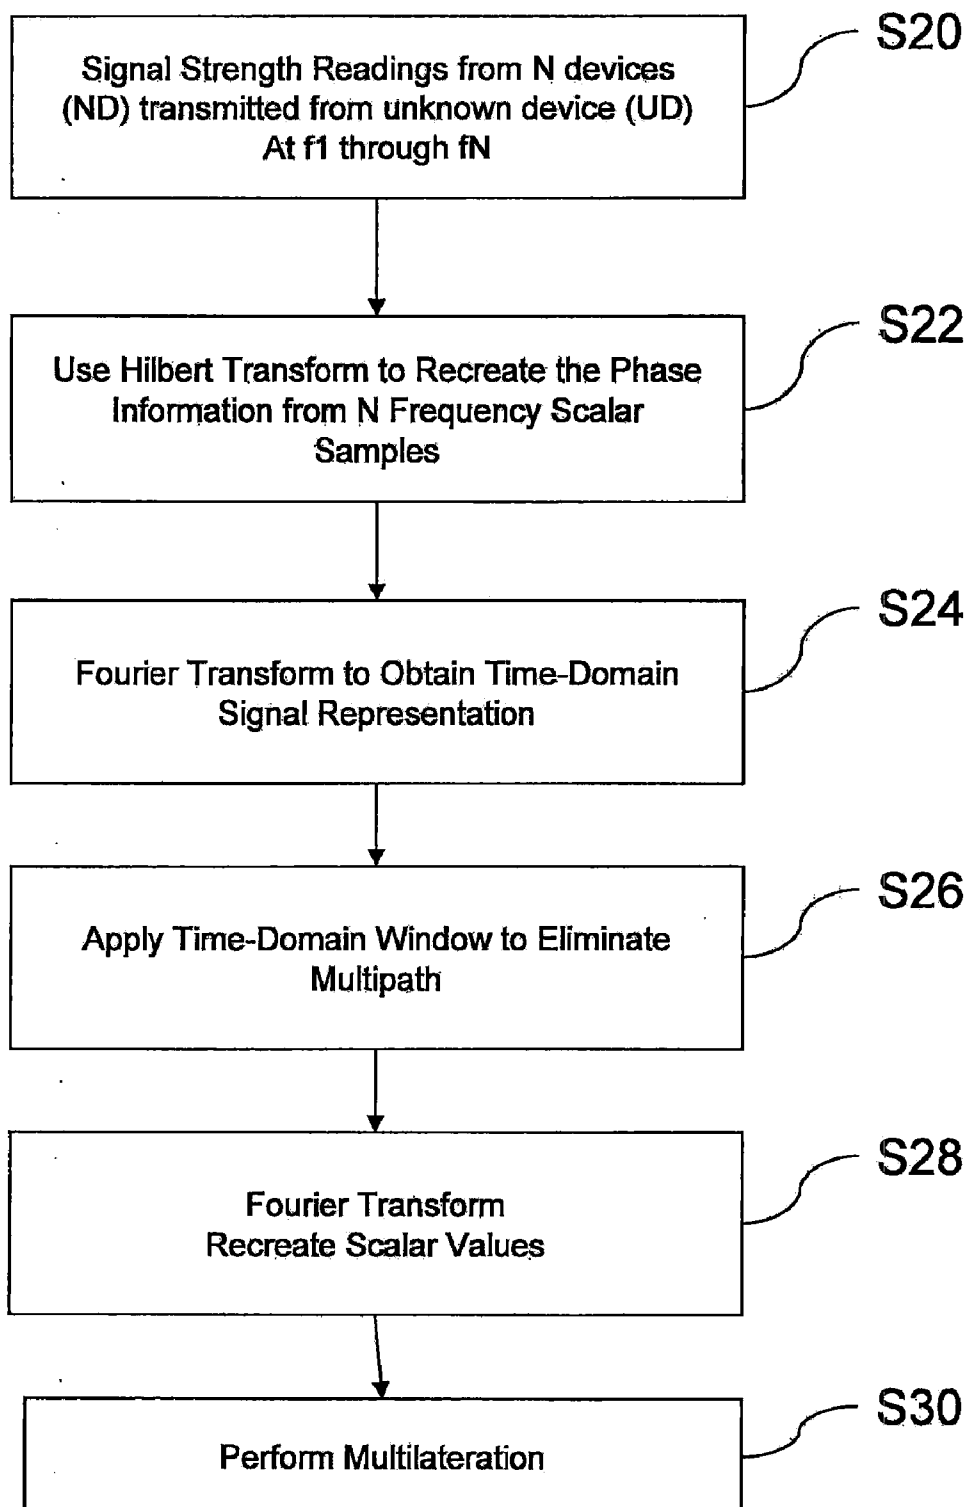 S20
Signal Strength Readings from N devices
(ND) transmitted from unknown device (UD)
At f1 through fN
S22
Use Hilbert Transform to Recreate the Phase
Information from N Frequency Scalar
Samples
S24
Fourier Transform to Obtain Time-Domain
Signal Representation
S26
Apply Time-Domain Window to Eliminate
Multipath
S28
Fourier Transform
Recreate Scalar Values
S30
Perform Multilateration